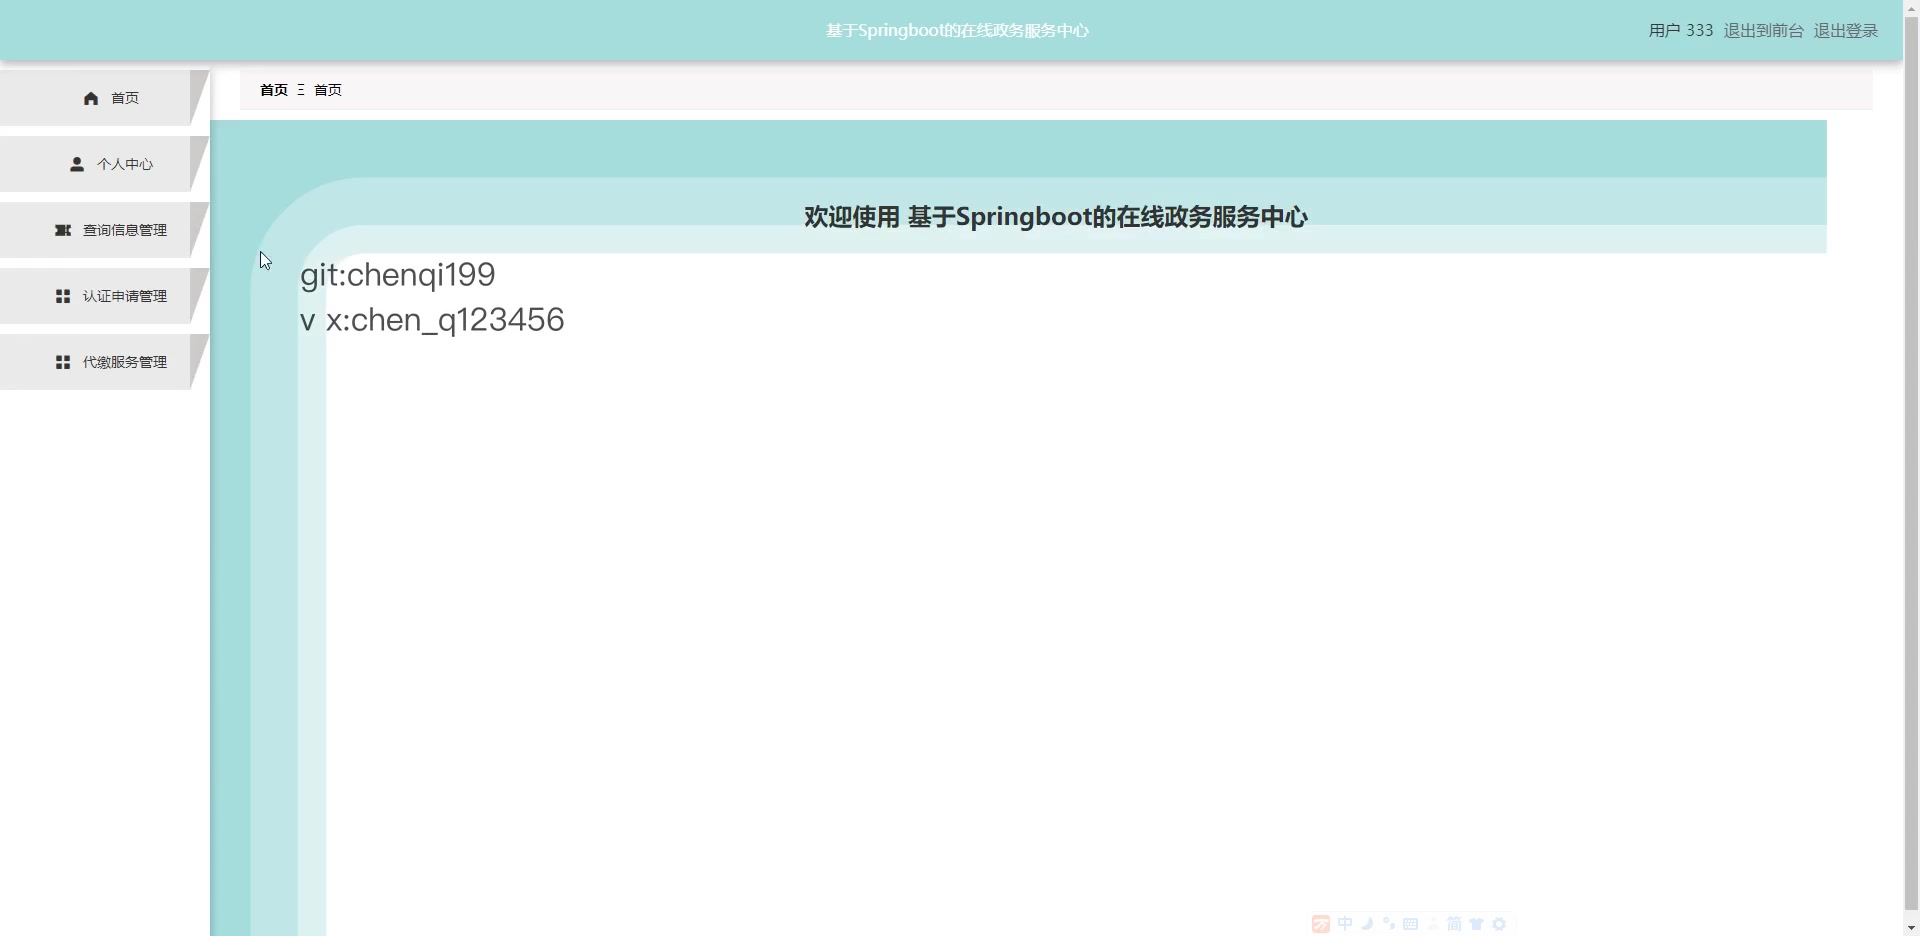 基于Springboot的在线政务服务中心
用户 333 退出到前台 退出登录
首页
个人中心
查询信息管理
认证申请管理
代缴服务管理
首页 Ξ 首页
欢迎使用 基于Springboot的在线政务服务中心
git:chenqi199
v x:chen_q123456
中 简